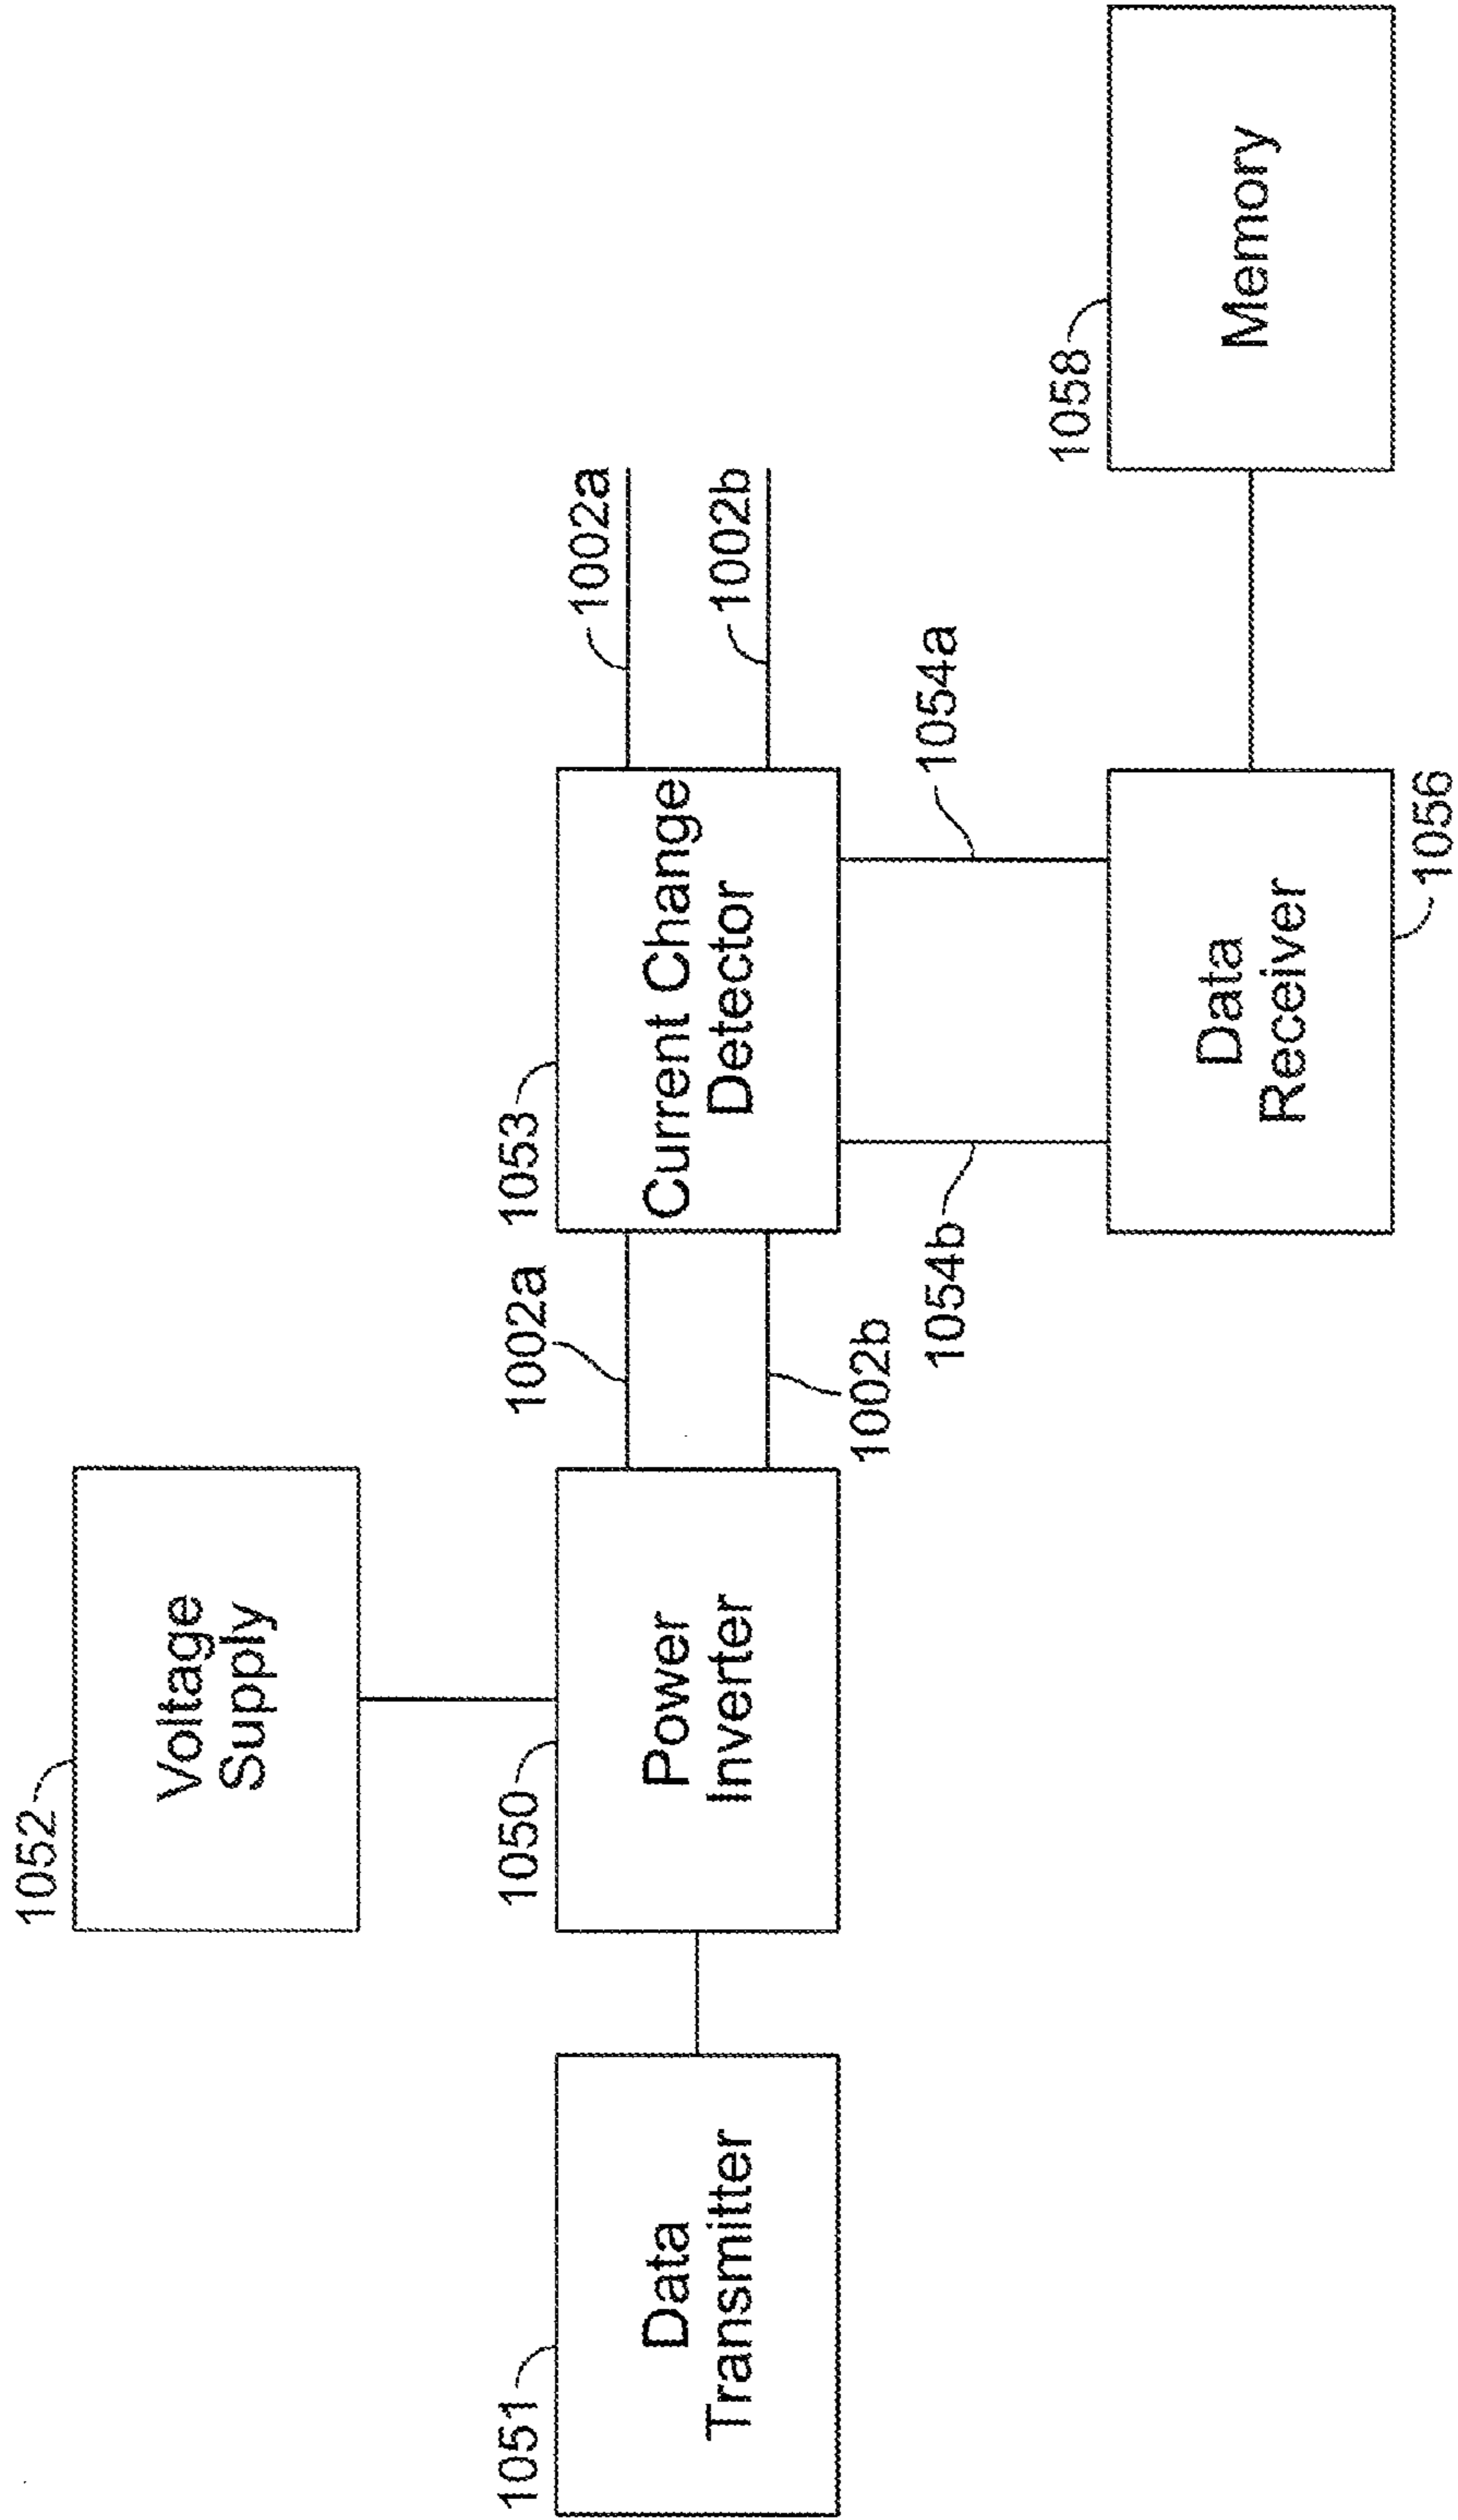 1052
Voltage
Supply
1051
Data
Transmitter
1050
Power
Inverter
1002a
1002b
1053
Current Change
Detector
1002a
1002b
1054b
1054a
Data
Receiver
1056
1058
Memory